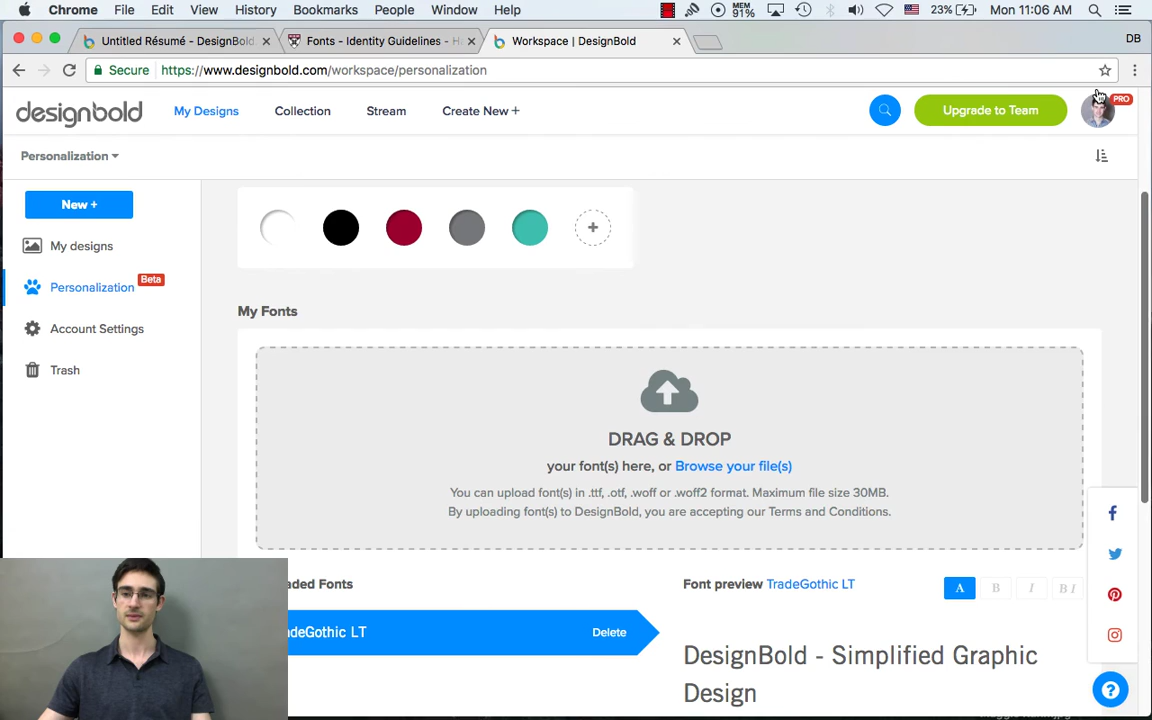 Chrome File Edit View History Bookmarks People Window Help MEM 91% 23% Mon 11:06 AM
Untitled Résumé - DesignBold Fonts - Identity Guidelines - H Workspace | DesignBold DB
Secure https://www.designbold.com/workspace/personalization
designbold My Designs Collection Stream Create New + Upgrade to Team PRO
Personalization
New +
My designs
Personalization Beta
Account Settings
Trash
My Fonts
DRAG & DROP
your font(s) here, or Browse your file(s)
You can upload font(s) in .ttf, .otf, .woff or .woff2 format. Maximum file size 30MB.
By uploading font(s) to DesignBold, you are accepting our Terms and Conditions.
aded Fonts Font preview TradeGothic LT A B I BI
adeGothic LT Delete
DesignBold - Simplified Graphic
Design